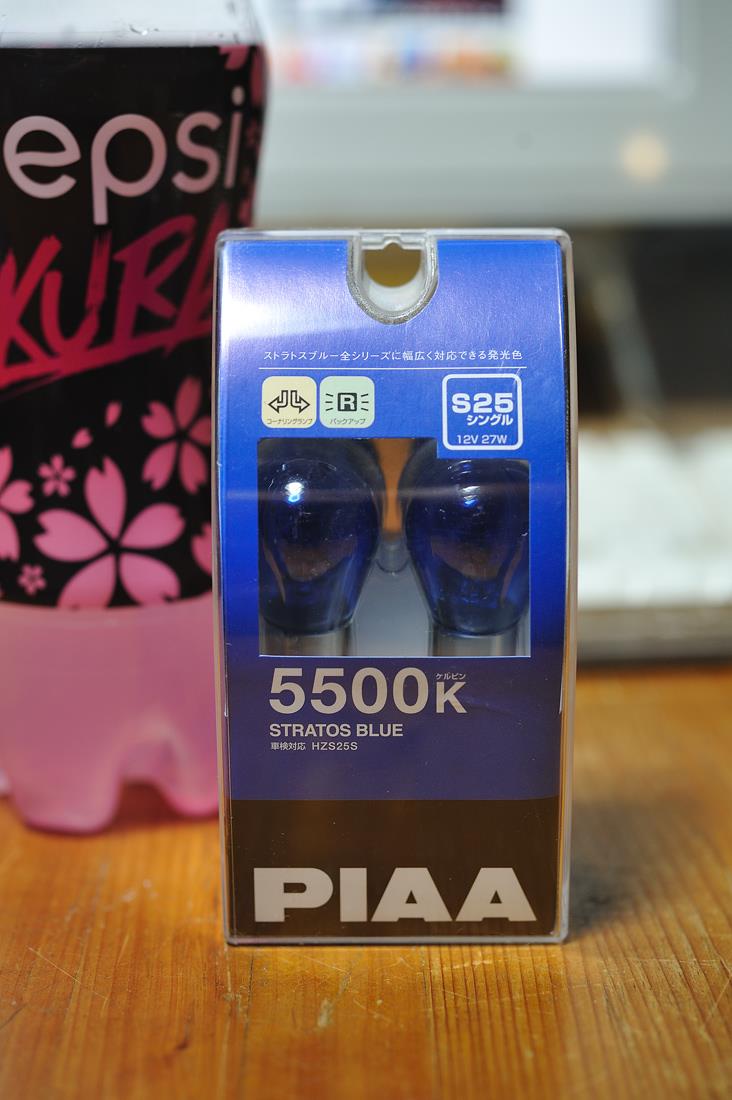 epsi
KURA
ストラトスブルー全シリーズに幅広く対応できる発光色
コーナリングランプ
R
バックアップ
S25
シングル
12V 27W
5500K
ケルビン
STRATOS BLUE
車検対応 HZS25S
PIAA